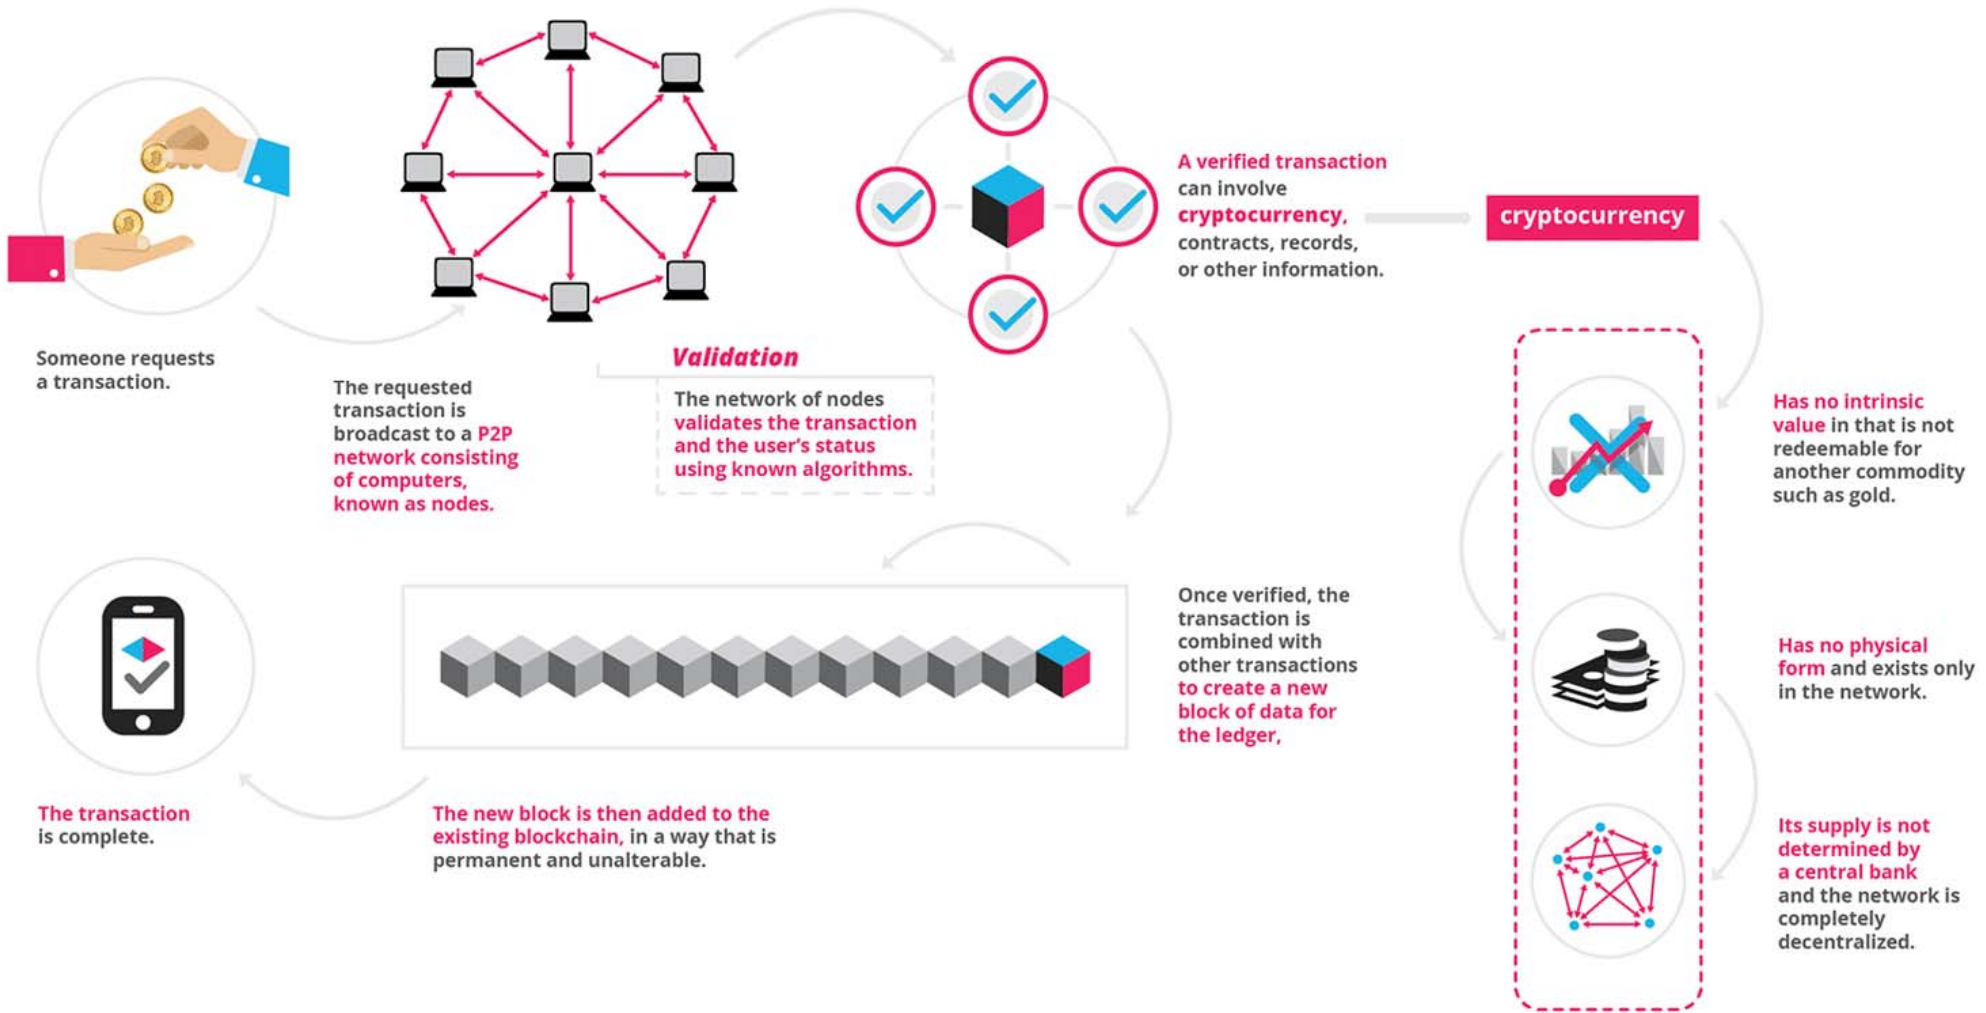 Someone requests
a transaction.
The requested
transaction is
broadcast to a P2P
network consisting
of computers,
known as nodes.
Validation
The network of nodes
validates the transaction
and the user's status
using known algorithms.
A verified transaction
can involve
cryptocurrency,
contracts, records,
or other information.
cryptocurrency
Has no intrinsic
value in that is not
redeemable for
another commodity
such as gold.
Has no physical
form and exists only
in the network.
Its supply is not
determined by
a central bank
and the network is
completely
decentralized.
Once verified, the
transaction is
combined with
other transactions
to create a new
block of data for
the ledger,
The new block is then added to the
existing blockchain, in a way that is
permanent and unalterable.
The transaction
is complete.